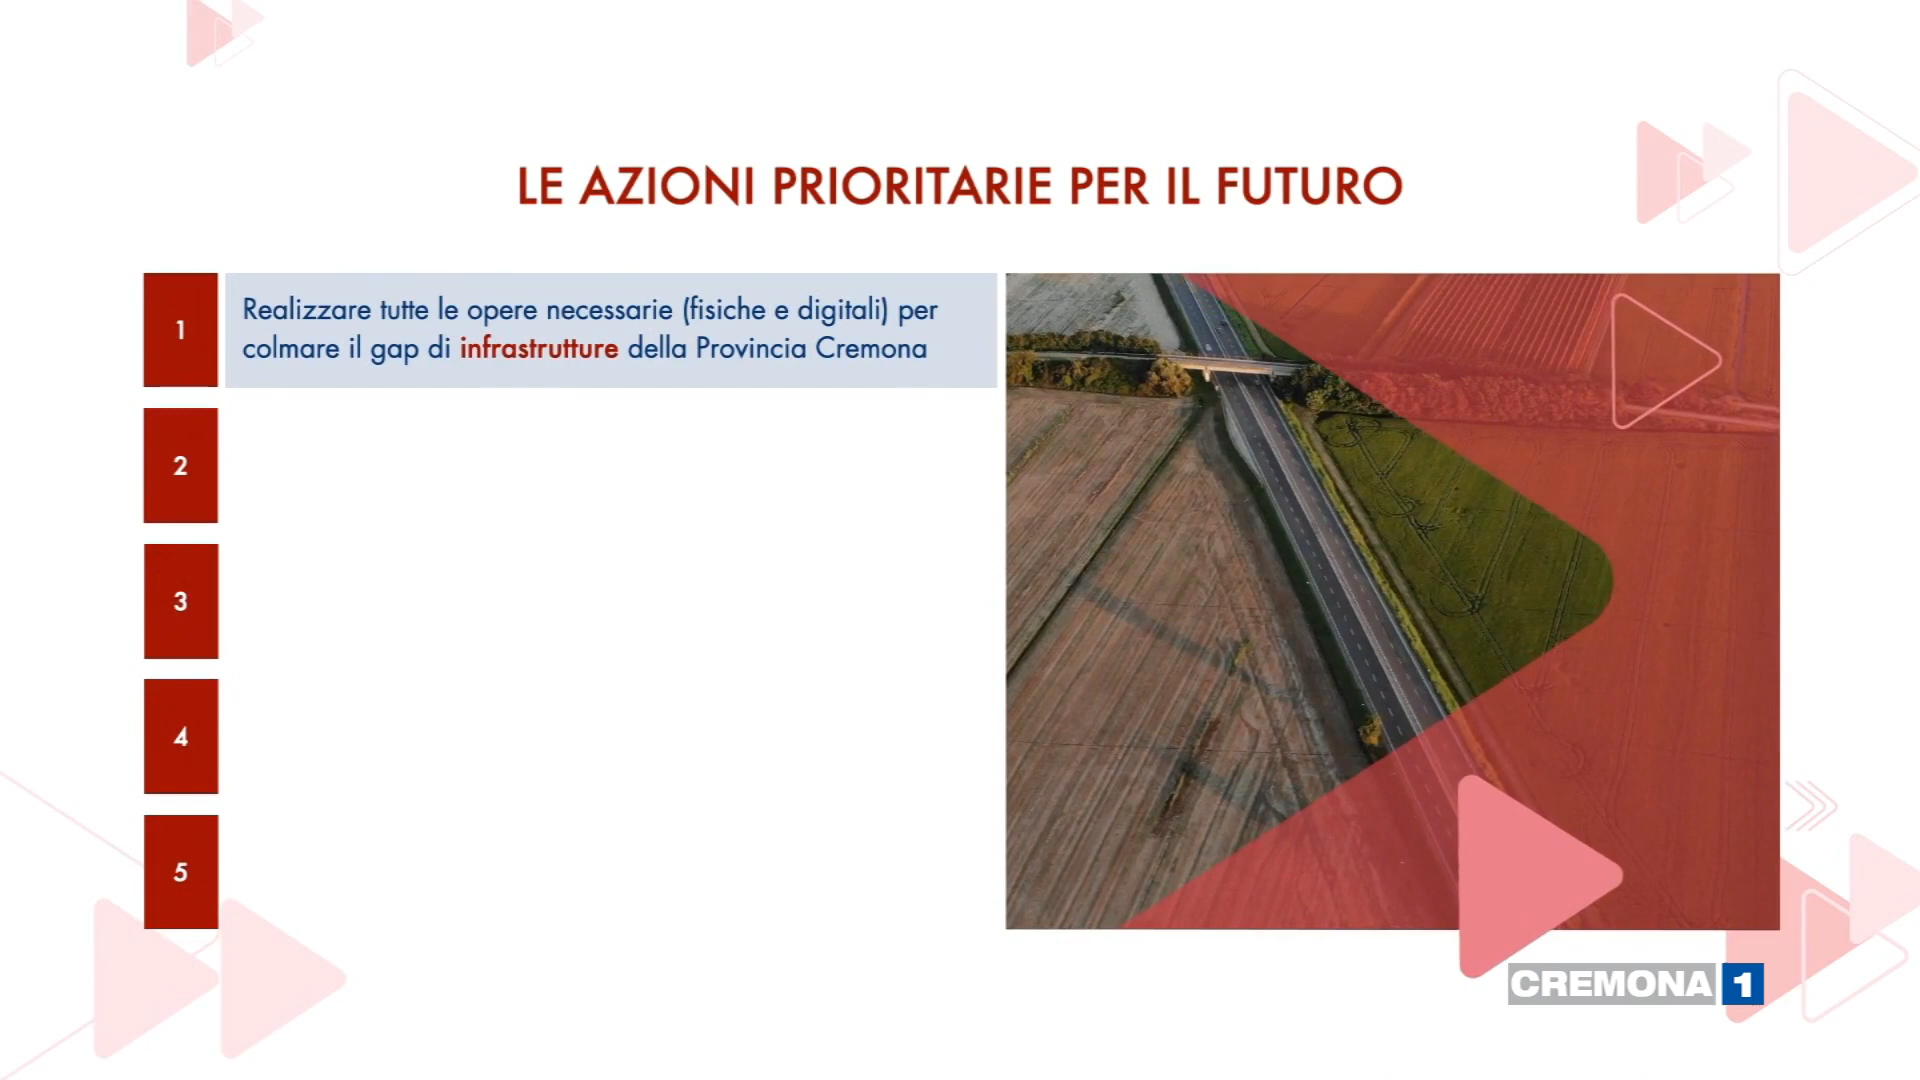 LE AZIONI PRIORITARIE PER IL FUTURO
1
Realizzare tutte le opere necessarie (fisiche e digitali) per
colmare il gap di infrastrutture della Provincia Cremona
2
3
4
5
CREMONA 1